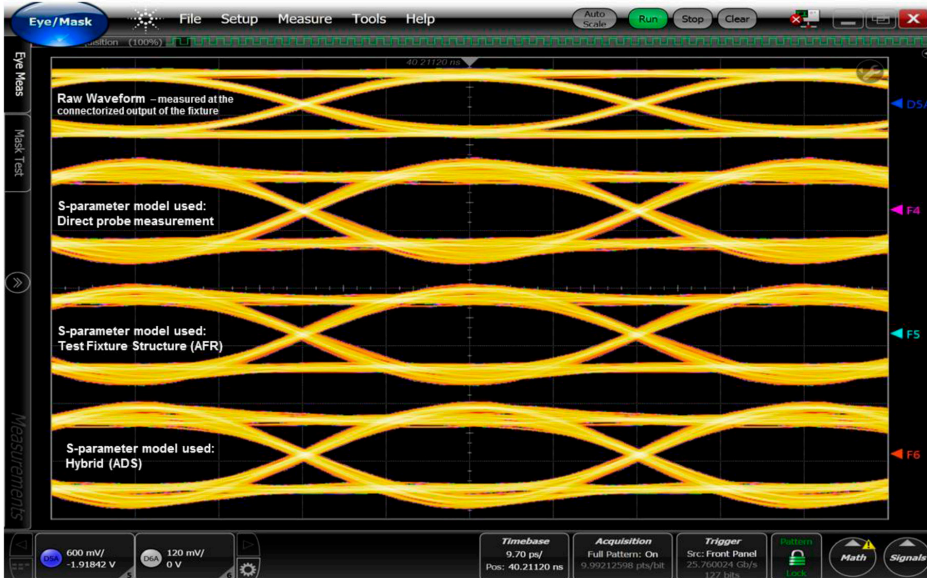 Eye/Mask
File Setup Measure Tools Help
Auto Scale
Run
Stop
Clear
(100%)
Eye Meas
Mask Test
Measurements
40.21120 ns
Raw Waveform – measured at the
connectorized output of the fixture
D5A
S-parameter model used:
Direct probe measurement
F4
S-parameter model used:
Test Fixture Structure (AFR)
F5
S-parameter model used:
Hybrid (ADS)
F6
D5A
600 mV/
-1.91842 V
D6A
120 mV/
0 V
Timebase
9.70 ps/
Pos: 40.21120 ns
Acquisition
Full Pattern: On
9.99212598 pts/bit
Trigger
Src: Front Panel
25.760024 Gb/s
127 bits
Pattern
Lock
Math
Signals